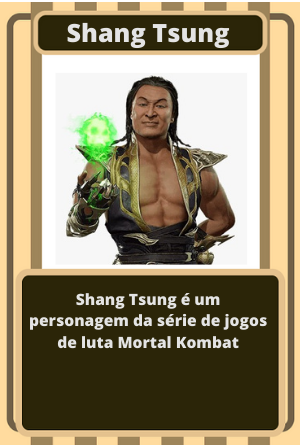 Shang Tsung
Shang Tsung é um
personagem da série de jogos
de luta Mortal Kombat